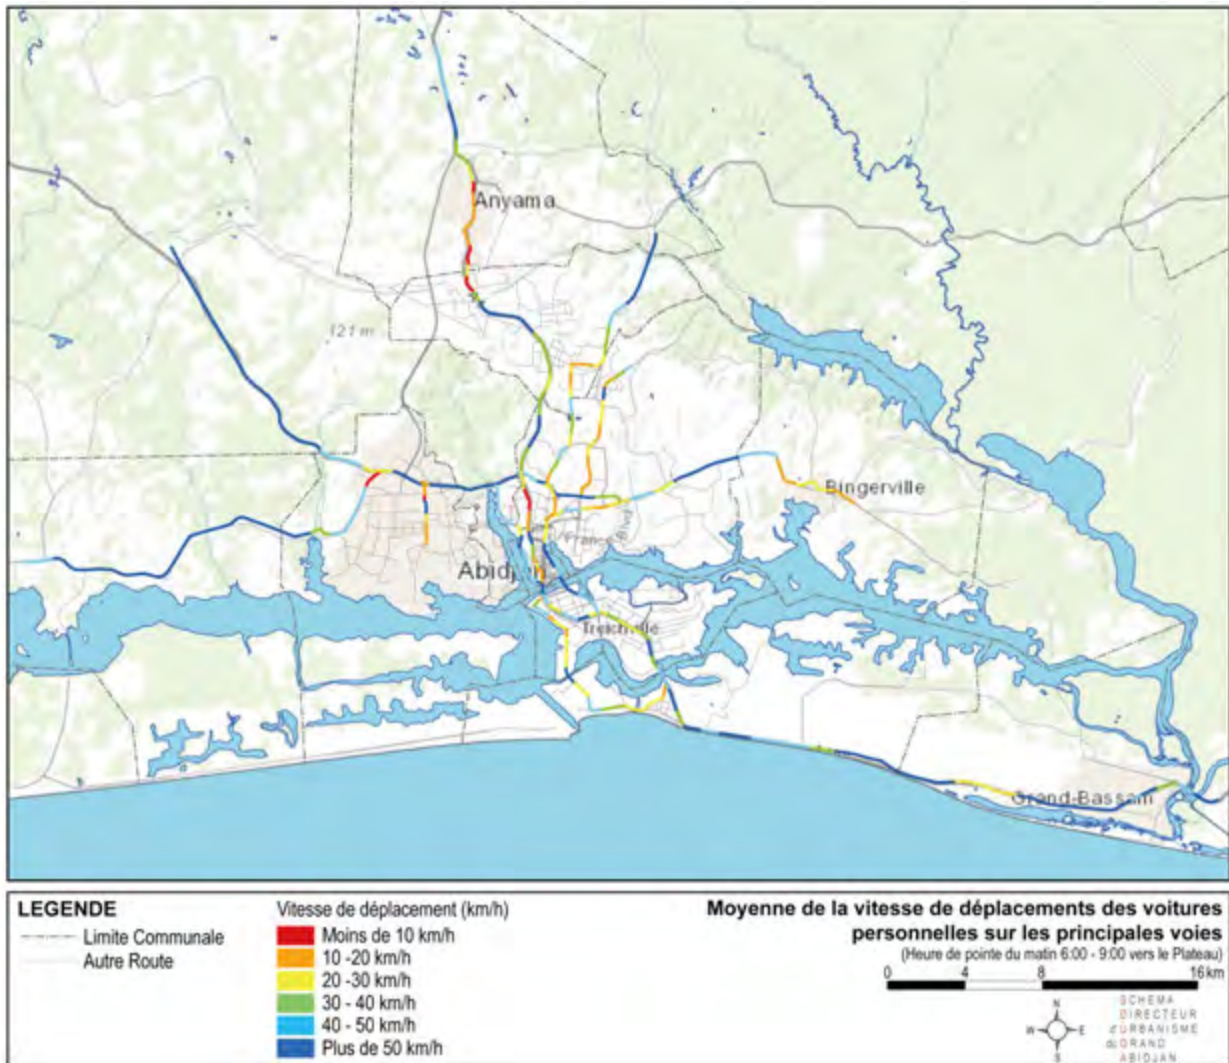 Anyama
121 m
Bingerville
France
Blvd
Abidjan
Treichville
Grand-Bassam
LEGENDE
Limite Communale
Autre Route
Vitesse de déplacement (km/h)
Moins de 10 km/h
10 -20 km/h
20 -30 km/h
30 - 40 km/h
40 - 50 km/h
Plus de 50 km/h
Moyenne de la vitesse de déplacements des voitures
personnelles sur les principales voies
(Heure de pointe du matin 6:00 - 9:00 vers le Plateau)
0 4 8 16 km
N
W E
S
SCHEMA
DIRECTEUR
d'URBANISME
du GRAND
ABIDJAN